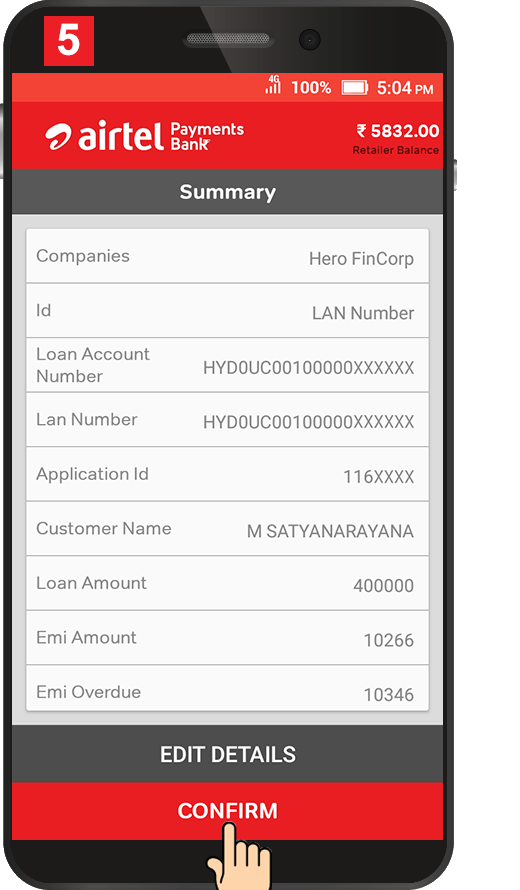 5
4G 100% 5:04 PM
airtel Payments Bank ₹ 5832.00
Retailer Balance
Summary
Companies Hero FinCorp
Id LAN Number
Loan Account Number HYD0UC00100000XXXXXX
Lan Number HYD0UC00100000XXXXXX
Application Id 116XXXX
Customer Name M SATYANARAYANA
Loan Amount 400000
Emi Amount 10266
Emi Overdue 10346
EDIT DETAILS
CONFIRM